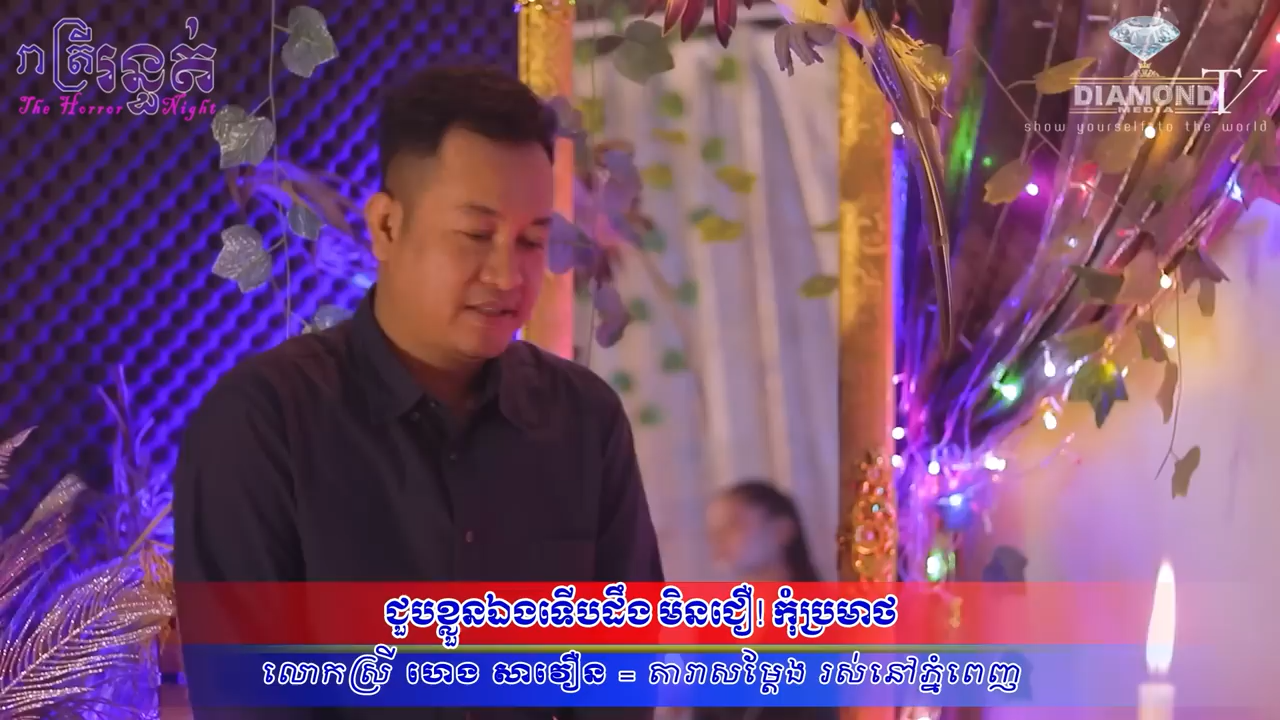 រាត្រីរន្ធត់
The Horror Night
DIAMOND TV
MEDIA
show yourself to the world
ជួបខ្លួនឯងទើបដឹង មិនជឿ! កុំប្រមាថ
លោកស្រី ហេង សាវឿន = តារាសម្តែង រស់នៅភ្នំពេញ